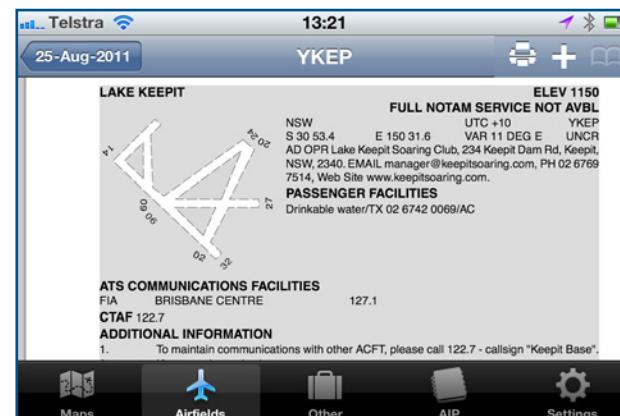 Telstra 13:21
25-Aug-2011 YKEP
LAKE KEEPIT ELEV 1150
FULL NOTAM SERVICE NOT AVBL
NSW UTC +10 YKEP
S 30 53.4 E 150 31.6 VAR 11 DEG E UNCR
AD OPR Lake Keepit Soaring Club, 234 Keepit Dam Rd, Keepit,
NSW, 2340. EMAIL manager@keepitsoaring.com, PH 02 6769
7514, Web Site www.keepitsoaring.com.
PASSENGER FACILITIES
Drinkable water/TX 02 6742 0069/AC
14
20
24
09
06
27
02
32
ATS COMMUNICATIONS FACILITIES
FIA BRISBANE CENTRE 127.1
CTAF 122.7
ADDITIONAL INFORMATION
1. To maintain communications with other ACFT, please call 122.7 - callsign "Keepit Base".
Maps Airfields Other AIP Settings